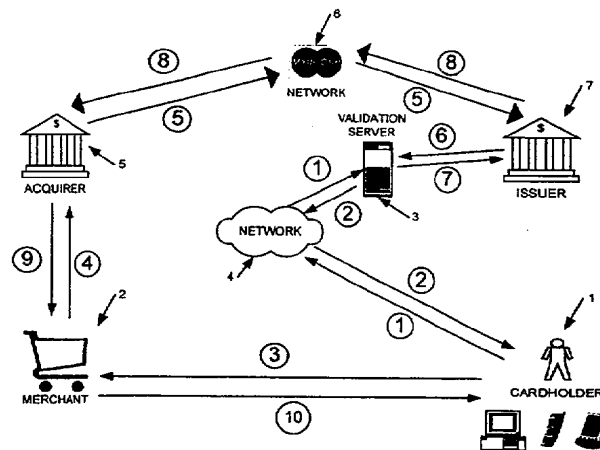 6
8
8
NETWORK
7
5
5
VALIDATION
SERVER
$
$
6
1
7
5
ACQUIRER
2
3
ISSUER
NETWORK
4
9
4
2
2
1
1
3
MERCHANT
CARDHOLDER
10